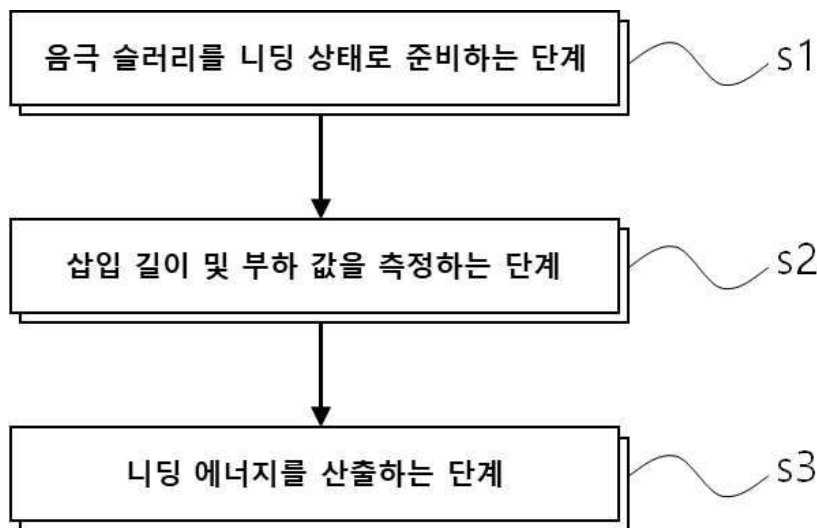 음극 슬러리를 니딩 상태로 준비하는 단계
s1
삽입 길이 및 부하 값을 측정하는 단계
s2
니딩 에너지를 산출하는 단계
s3